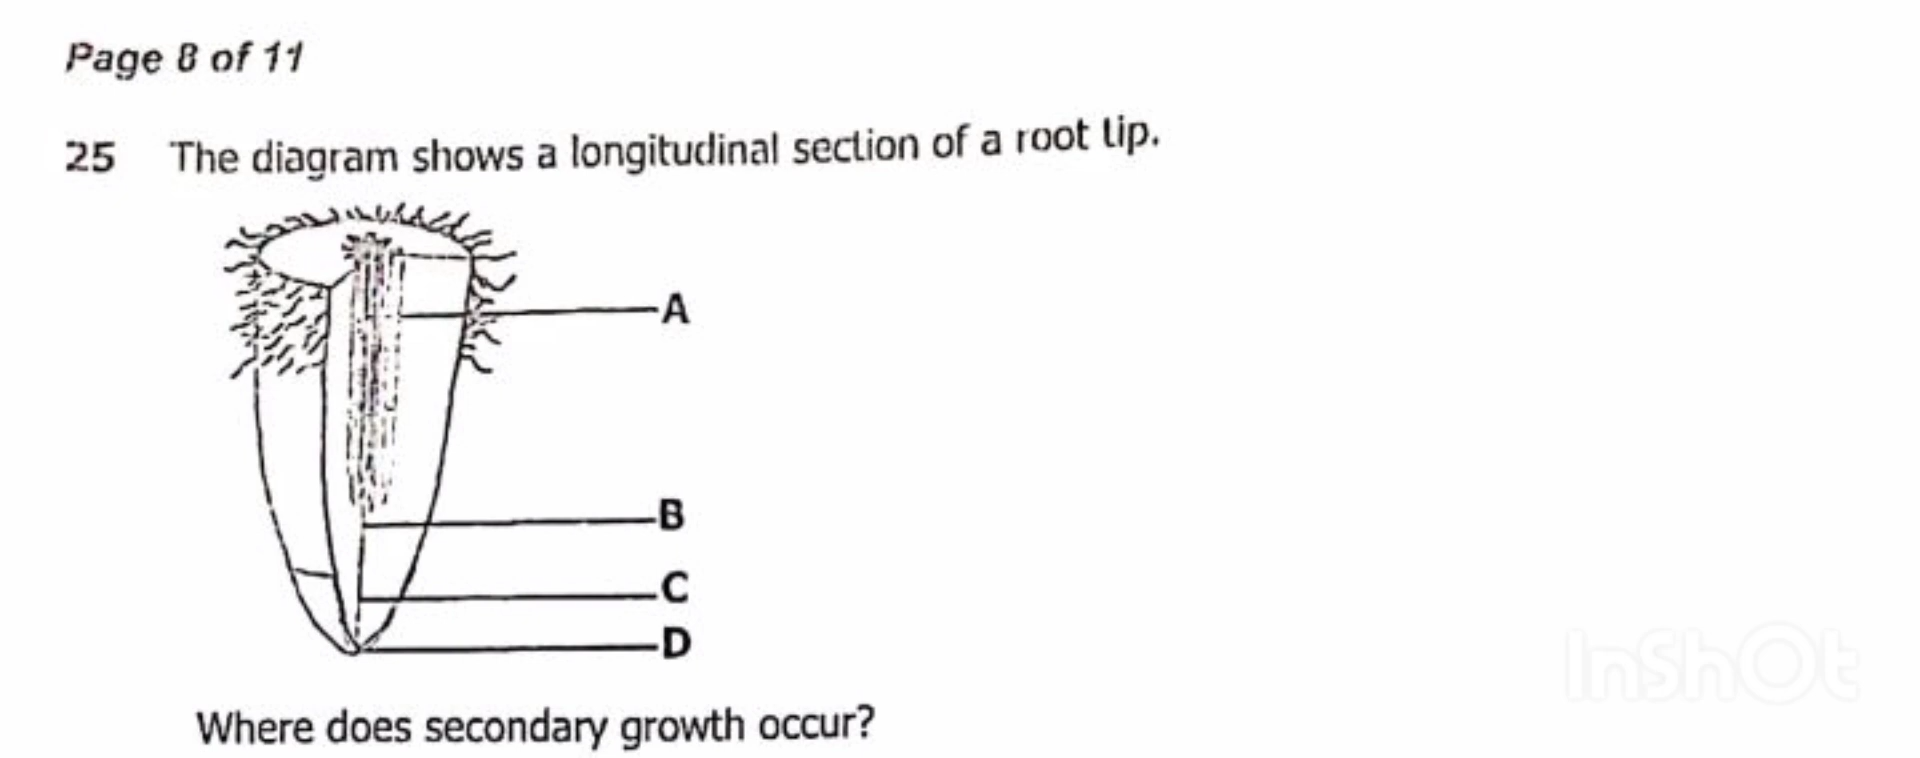 Page 8 of 11
25 The diagram shows a longitudinal section of a root tip.
A
B
C
D
Where does secondary growth occur?
InShOt